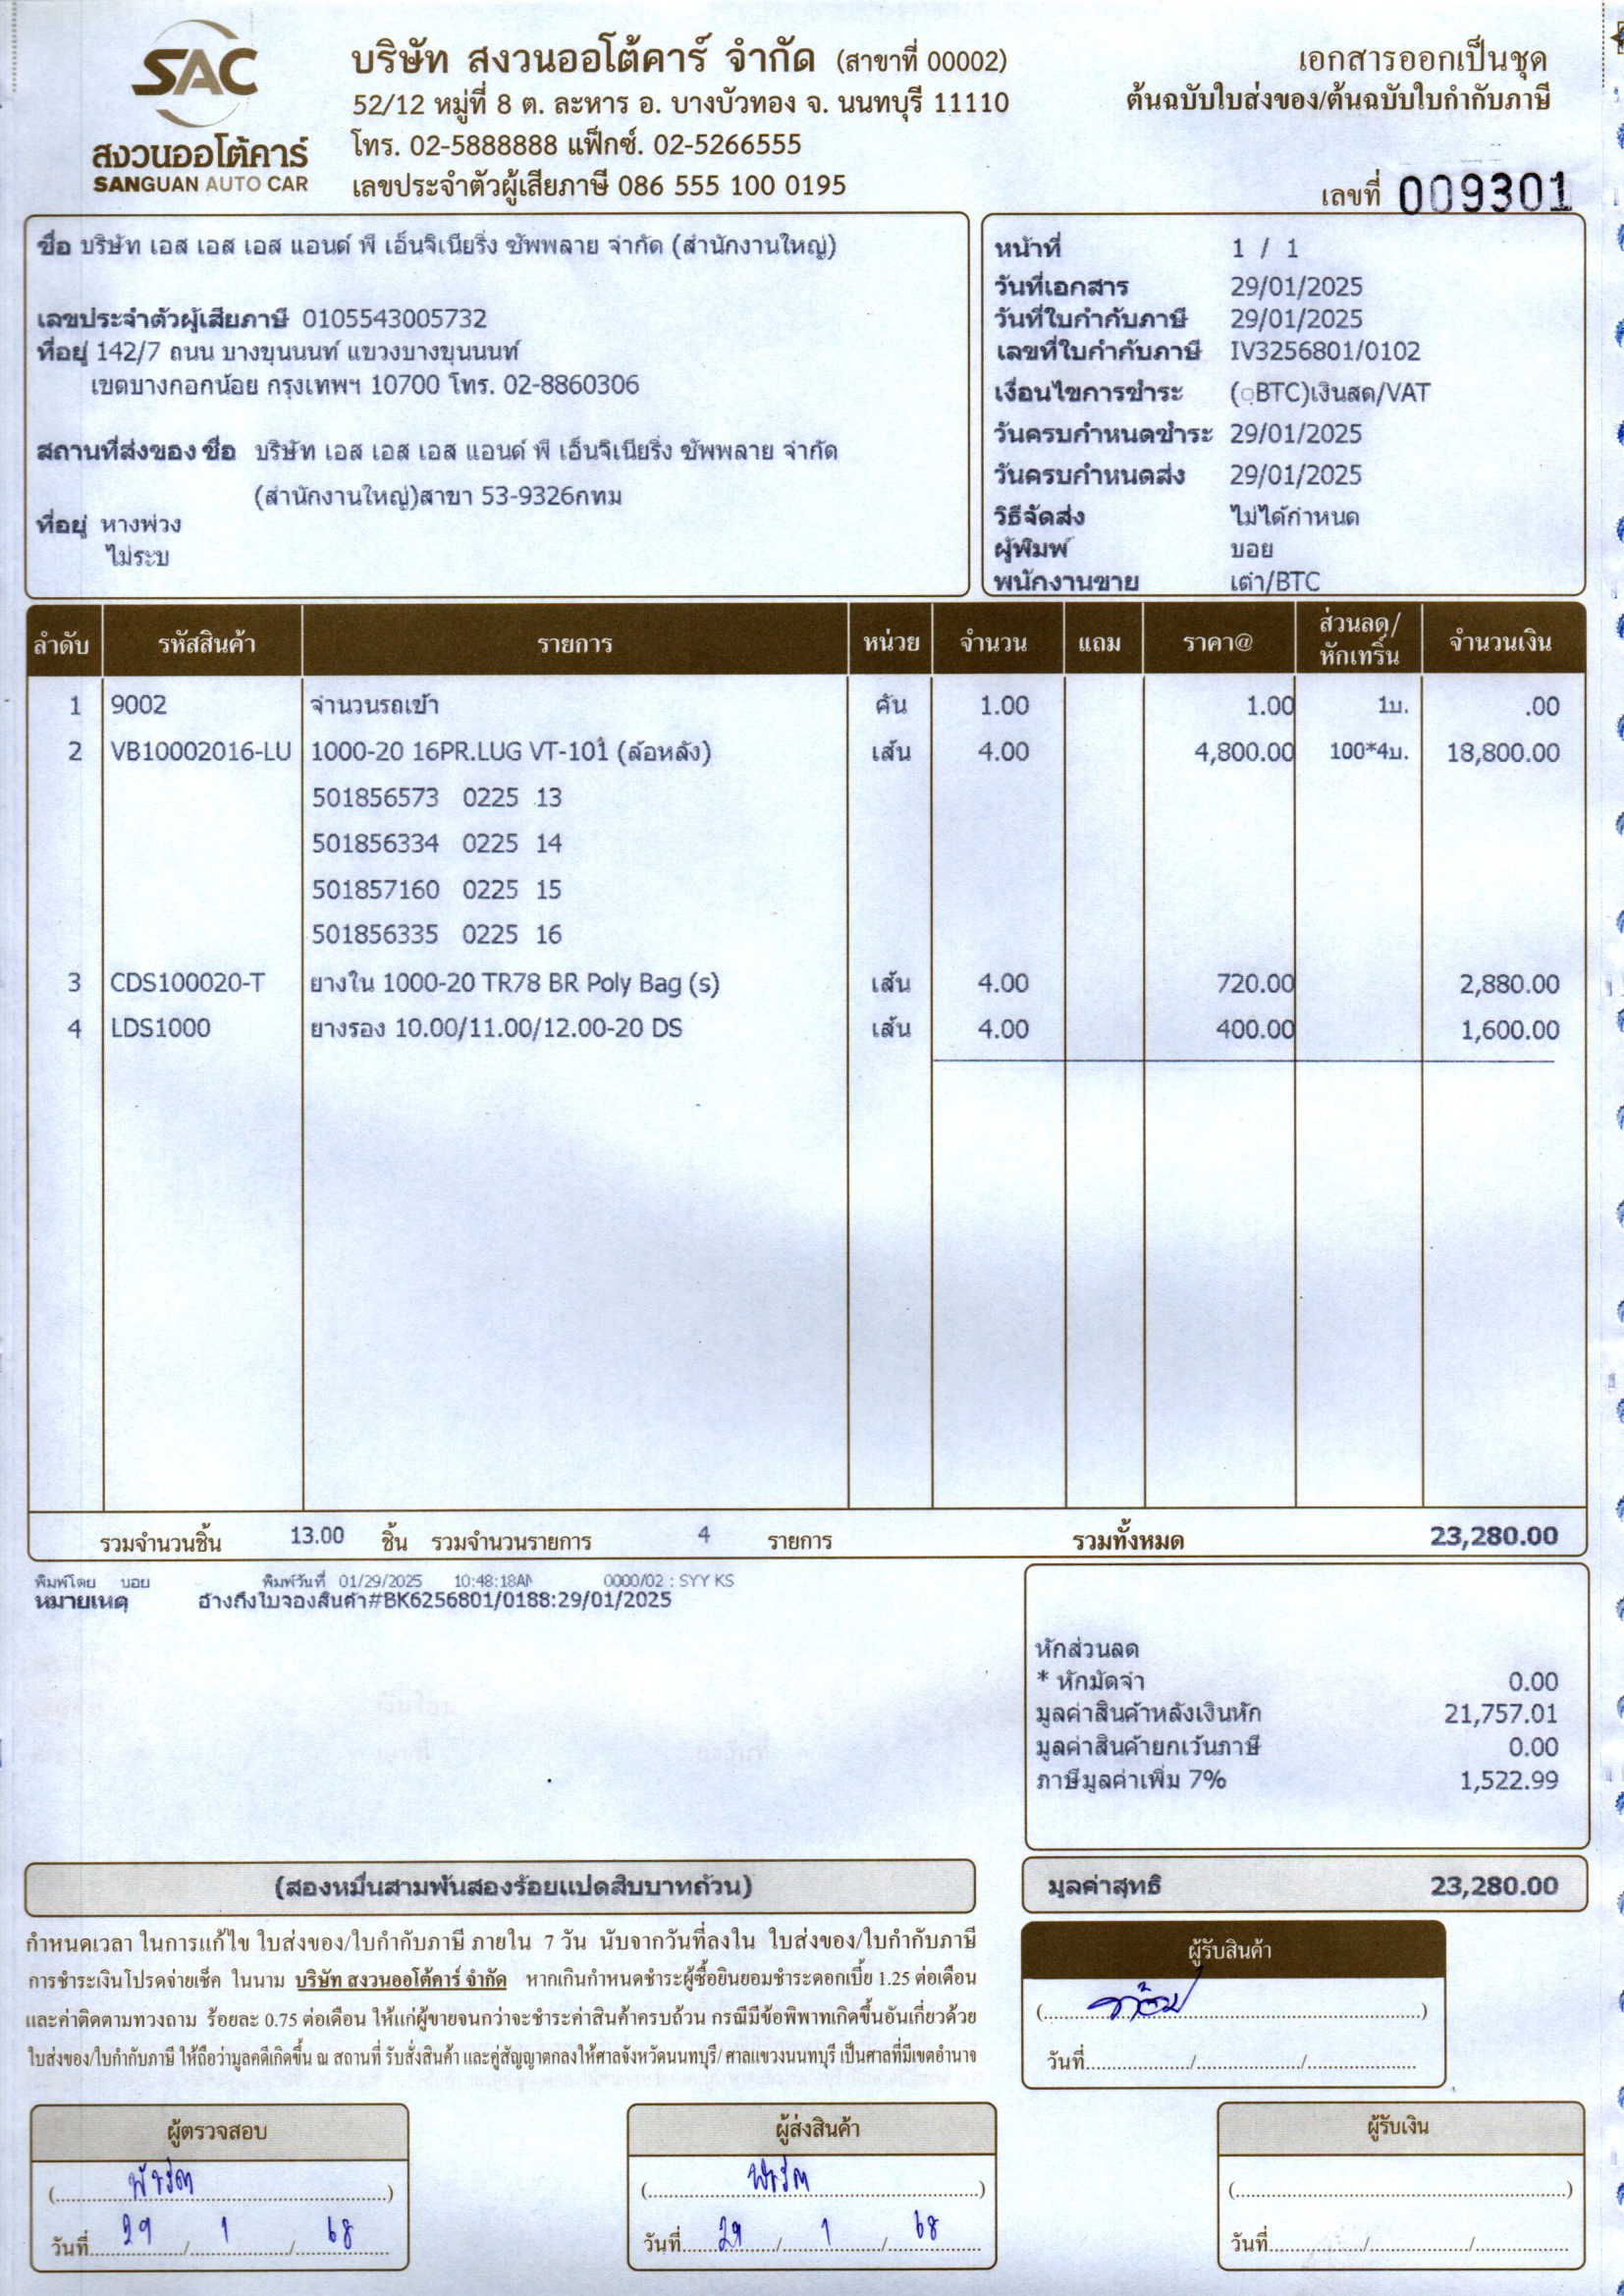 SAC
สงวนออโต้คาร์
SANGUAN AUTO CAR
บริษัท สงวนออโต้คาร์ จำกัด (สาขาที่ 00002)
52/12 หมู่ที่ 8 ต. ละหาร อ. บางบัวทอง จ. นนทบุรี 11110
โทร. 02-5888888 แฟ็กซ์. 02-5266555
เลขประจำตัวผู้เสียภาษี 086 555 100 0195
เอกสารออกเป็นชุด
ต้นฉบับใบส่งของ/ต้นฉบับใบกำกับภาษี
เลขที่ 009301
ชื่อ บริษัท เอส เอส เอส แอนด์ พี เอ็นจิเนียริ่ง ซัพพลาย จำกัด (สำนักงานใหญ่)
เลขประจำตัวผู้เสียภาษี 0105543005732
ที่อยู่ 142/7 ถนน บางขุนนนท์ แขวงบางขุนนนท์
เขตบางกอกน้อย กรุงเทพฯ 10700 โทร. 02-8860306
สถานที่ส่งของ ชื่อ บริษัท เอส เอส เอส แอนด์ พี เอ็นจิเนียริ่ง ซัพพลาย จำกัด
(สำนักงานใหญ่)สาขา 53-9326กทม
ที่อยู่ หางพ่วง
ไม่ระบ
หน้าที่ 1 / 1
วันที่เอกสาร 29/01/2025
วันที่ใบกำกับภาษี 29/01/2025
เลขที่ใบกำกับภาษี IV3256801/0102
เงื่อนไขการชำระ (ฺBTC)เงินสด/VAT
วันครบกำหนดชำระ 29/01/2025
วันครบกำหนดส่ง 29/01/2025
วิธีจัดส่ง ไม่ได้กำหนด
ผู้พิมพ์ บอย
พนักงานขาย เต่า/BTC
ลำดับ รหัสสินค้า รายการ หน่วย จำนวน แถม ราคา@ ส่วนลด/หักเทริ์น จำนวนเงิน
1 9002 จำนวนรถเข้า คัน 1.00 1.00 1บ. .00
2 VB10002016-LU 1000-20 16PR.LUG VT-101 (ล้อหลัง) เส้น 4.00 4,800.00 100*4บ. 18,800.00
501856573 0225 13
501856334 0225 14
501857160 0225 15
501856335 0225 16
3 CDS100020-T ยางใน 1000-20 TR78 BR Poly Bag (s) เส้น 4.00 720.00 2,880.00
4 LDS1000 ยางรอง 10.00/11.00/12.00-20 DS เส้น 4.00 400.00 1,600.00
รวมจำนวนชิ้น 13.00 ชิ้น รวมจำนวนรายการ 4 รายการ รวมทั้งหมด 23,280.00
พิมพ์โดย บอย พิมพ์วันที่ 01/29/2025 10:48:18AM 0000/02 : SYY KS
หมายเหตุ อ้างถึงใบจองสินค้า#BK6256801/0188:29/01/2025
หักส่วนลด
* หักมัดจำ 0.00
มูลค่าสินค้าหลังเงินหัก 21,757.01
มูลค่าสินค้ายกเว้นภาษี 0.00
ภาษีมูลค่าเพิ่ม 7% 1,522.99
(สองหมื่นสามพันสองร้อยแปดสิบบาทถ้วน)
มูลค่าสุทธิ 23,280.00
กำหนดเวลา ในการแก้ไข ใบส่งของ/ใบกำกับภาษี ภายใน 7 วัน นับจากวันที่ลงใน ใบส่งของ/ใบกำกับภาษี
การชำระเงินโปรดจ่ายเช็ค ในนาม บริษัท สงวนออโต้คาร์ จำกัด หากเกินกำหนดชำระผู้ซื้อยินยอมชำระดอกเบี้ย 1.25 ต่อเดือน
และค่าติดตามทวงถาม ร้อยละ 0.75 ต่อเดือน ให้แก่ผู้ขายจนกว่าจะชำระค่าสินค้าครบถ้วน กรณีมีข้อพิพาทเกิดขึ้นอันเกี่ยวด้วย
ใบส่งของ/ใบกำกับภาษี ให้ถือว่ามูลคดีเกิดขึ้น ณ สถานที่ รับสั่งสินค้า และคู่สัญญาตกลงให้ศาลจังหวัดนนทบุรี/ ศาลแขวงนนทบุรี เป็นศาลที่มีเขตอำนาจ
ผู้รับสินค้า
วันที่ / /
ผู้ตรวจสอบ
วันที่ 29 / 1 / 68
ผู้ส่งสินค้า
วันที่ 29 / 1 / 68
ผู้รับเงิน
วันที่ / /